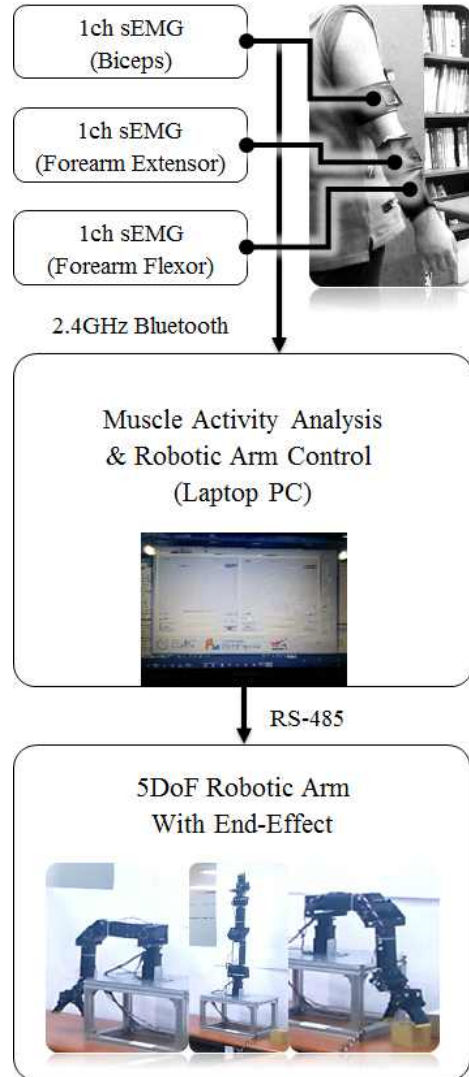 1ch sEMG
(Biceps)
1ch sEMG
(Forearm Extensor)
1ch sEMG
(Forearm Flexor)
2.4GHz Bluetooth
Muscle Activity Analysis
& Robotic Arm Control
(Laptop PC)
RS-485
5DoF Robotic Arm
With End-Effect